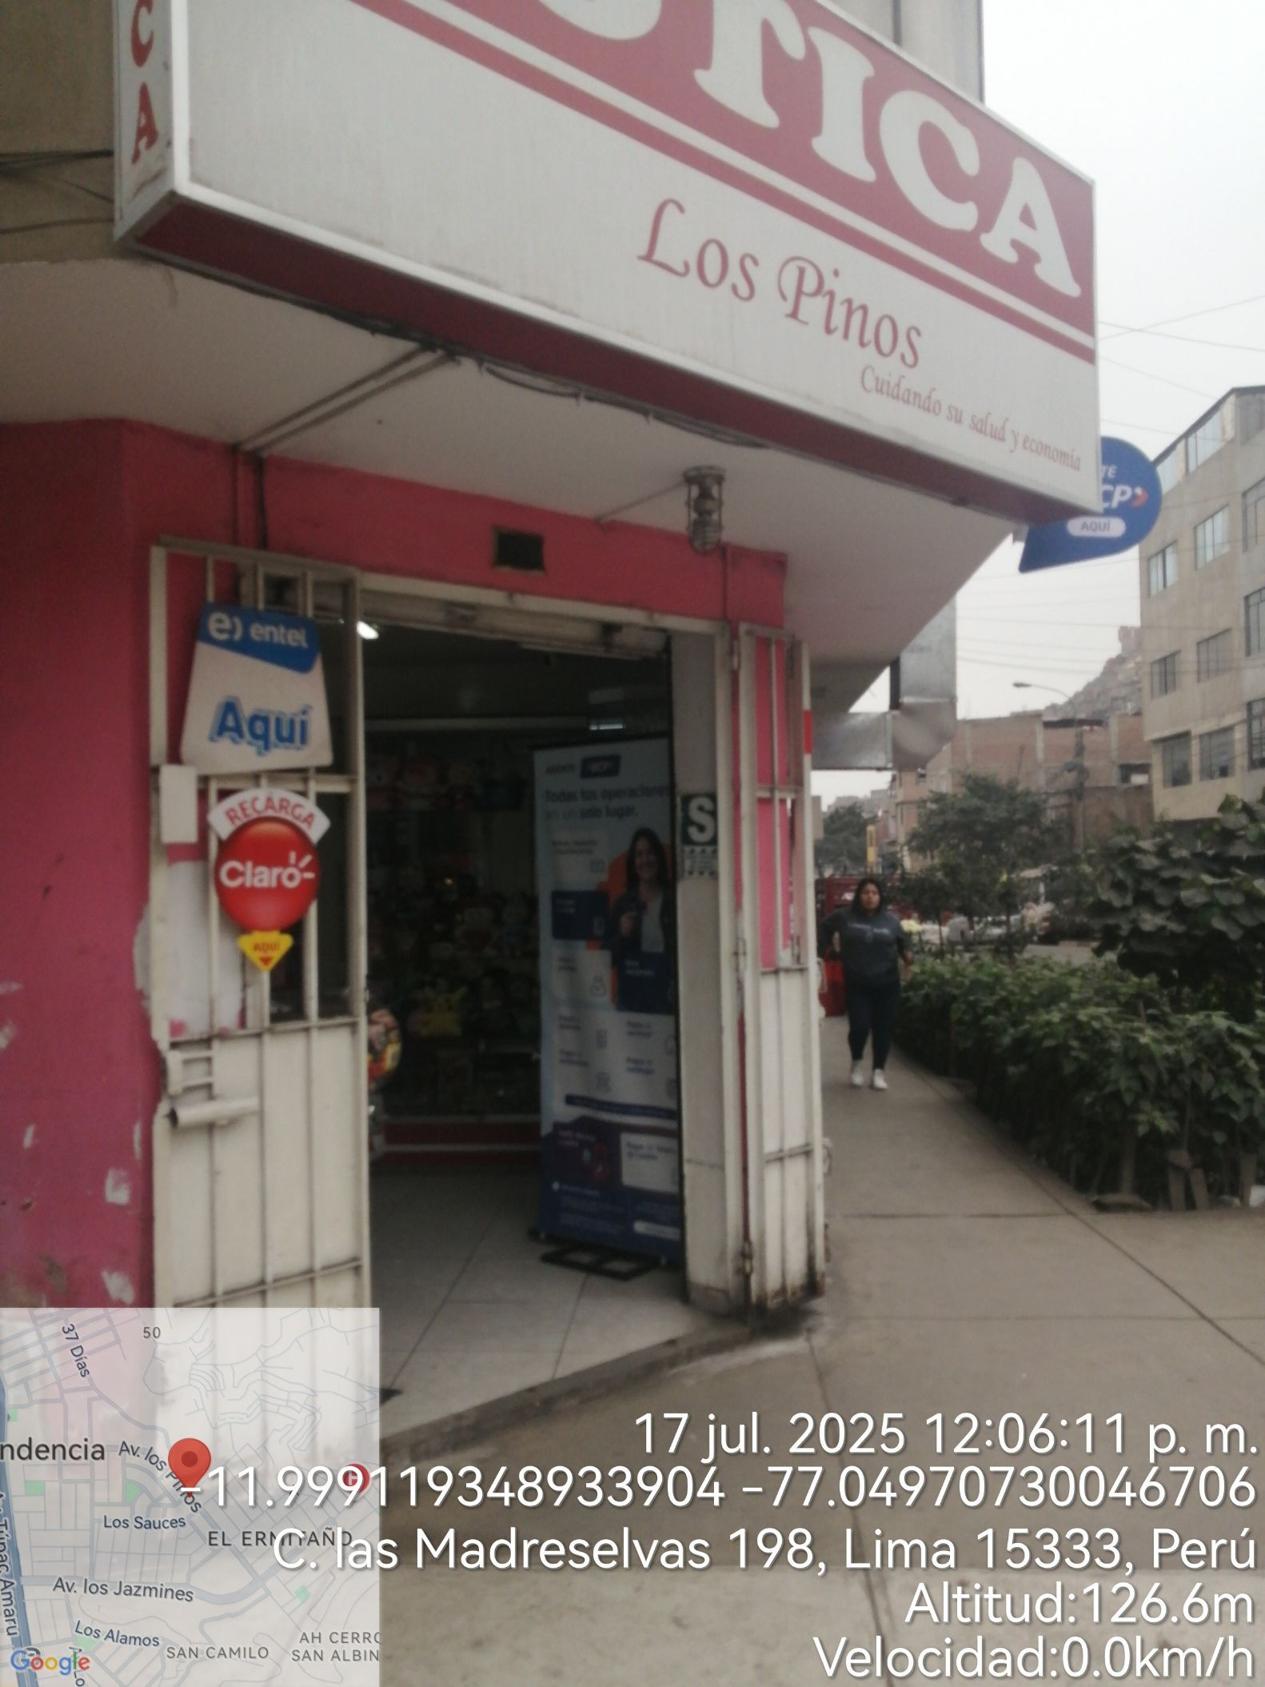 CA
TICA
Los Pinos
Cuidando su salud y economía
TE
CP
AQUÍ
e) entel
Aquí
RECARGA
Claro
AQUÍ
Todas tus operaciones
en un solo lugar.
S
37 Días
50
ndencia
Av. los Pinos
Los Sauces
EL ERMITAÑO
Av. los Jazmines
Los Alamos
SAN CAMILO
AH CERRO
SAN ALBIN
Google
17 jul. 2025 12:06:11 p. m.
-11.999119348933904 -77.04970730046706
C. las Madreselvas 198, Lima 15333, Perú
Altitud:126.6m
Velocidad:0.0km/h